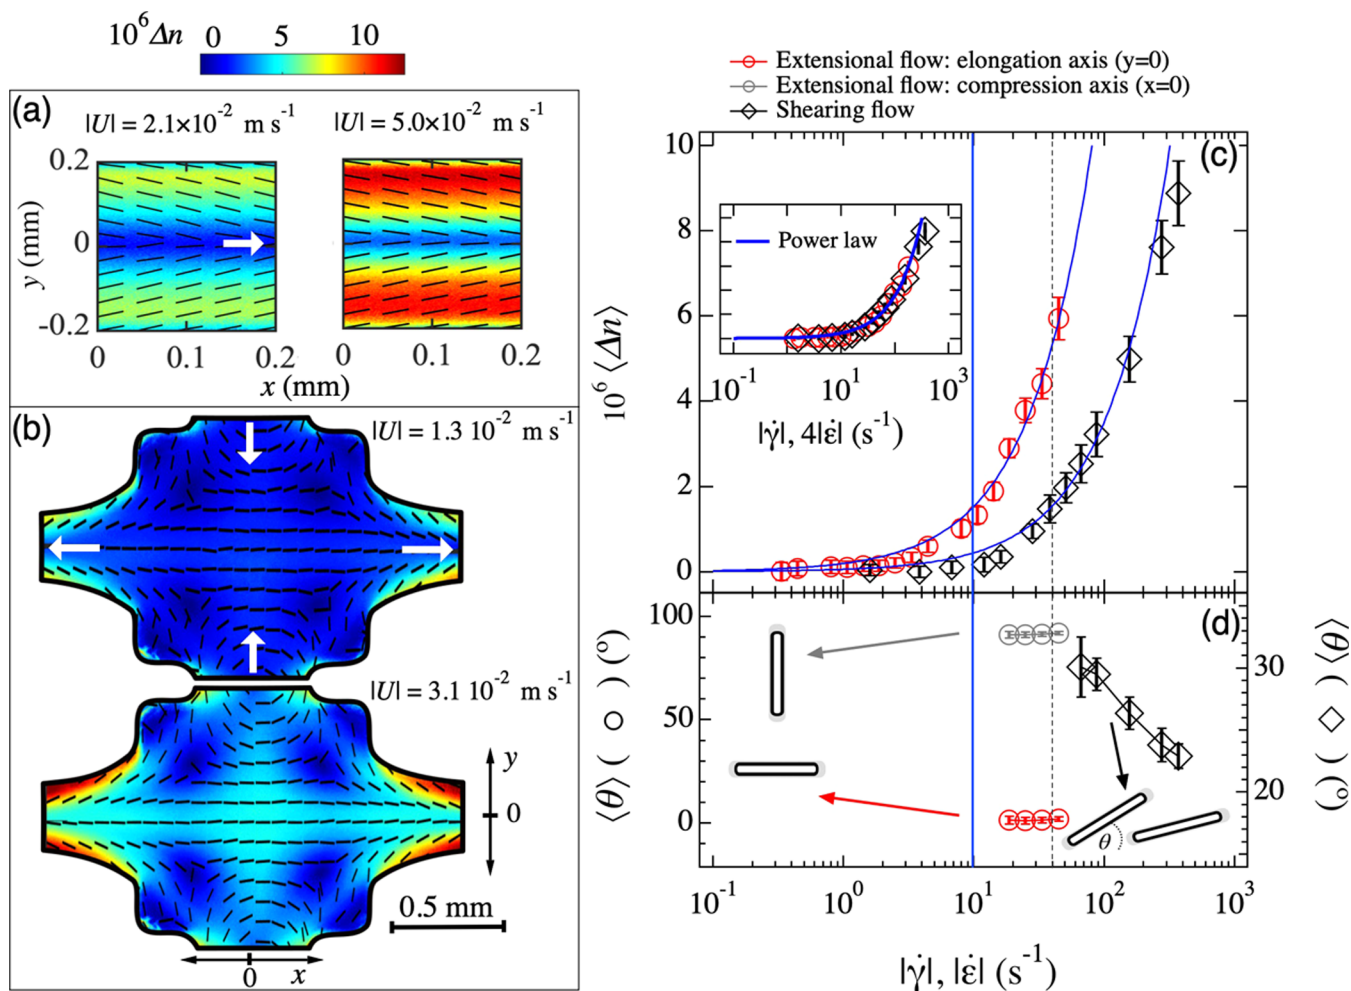 10⁶ Δn 0 5 10
(a)
|U| = 2.1×10⁻² m s⁻¹ |U| = 5.0×10⁻² m s⁻¹
0.2
0
-0.2
y (mm)
0 0.1 0.2 0 0.1 0.2
x (mm)
(b)
|U| = 1.3 10⁻² m s⁻¹
|U| = 3.1 10⁻² m s⁻¹
y
0
0.5 mm
0 x
Extensional flow: elongation axis (y=0)
Extensional flow: compression axis (x=0)
Shearing flow
(c)
10
8
6
4
2
0
10⁶ ⟨Δn⟩
Power law
10⁻¹ 10¹ 10³
|γ̇|, 4|ε̇| (s⁻¹)
(d)
100
50
0
⟨θ⟩ ( ○ ) (°)
30
20
⟨θ⟩ ( ◇ ) (°)
θ
10⁻¹ 10⁰ 10¹ 10² 10³
|γ̇|, |ε̇| (s⁻¹)